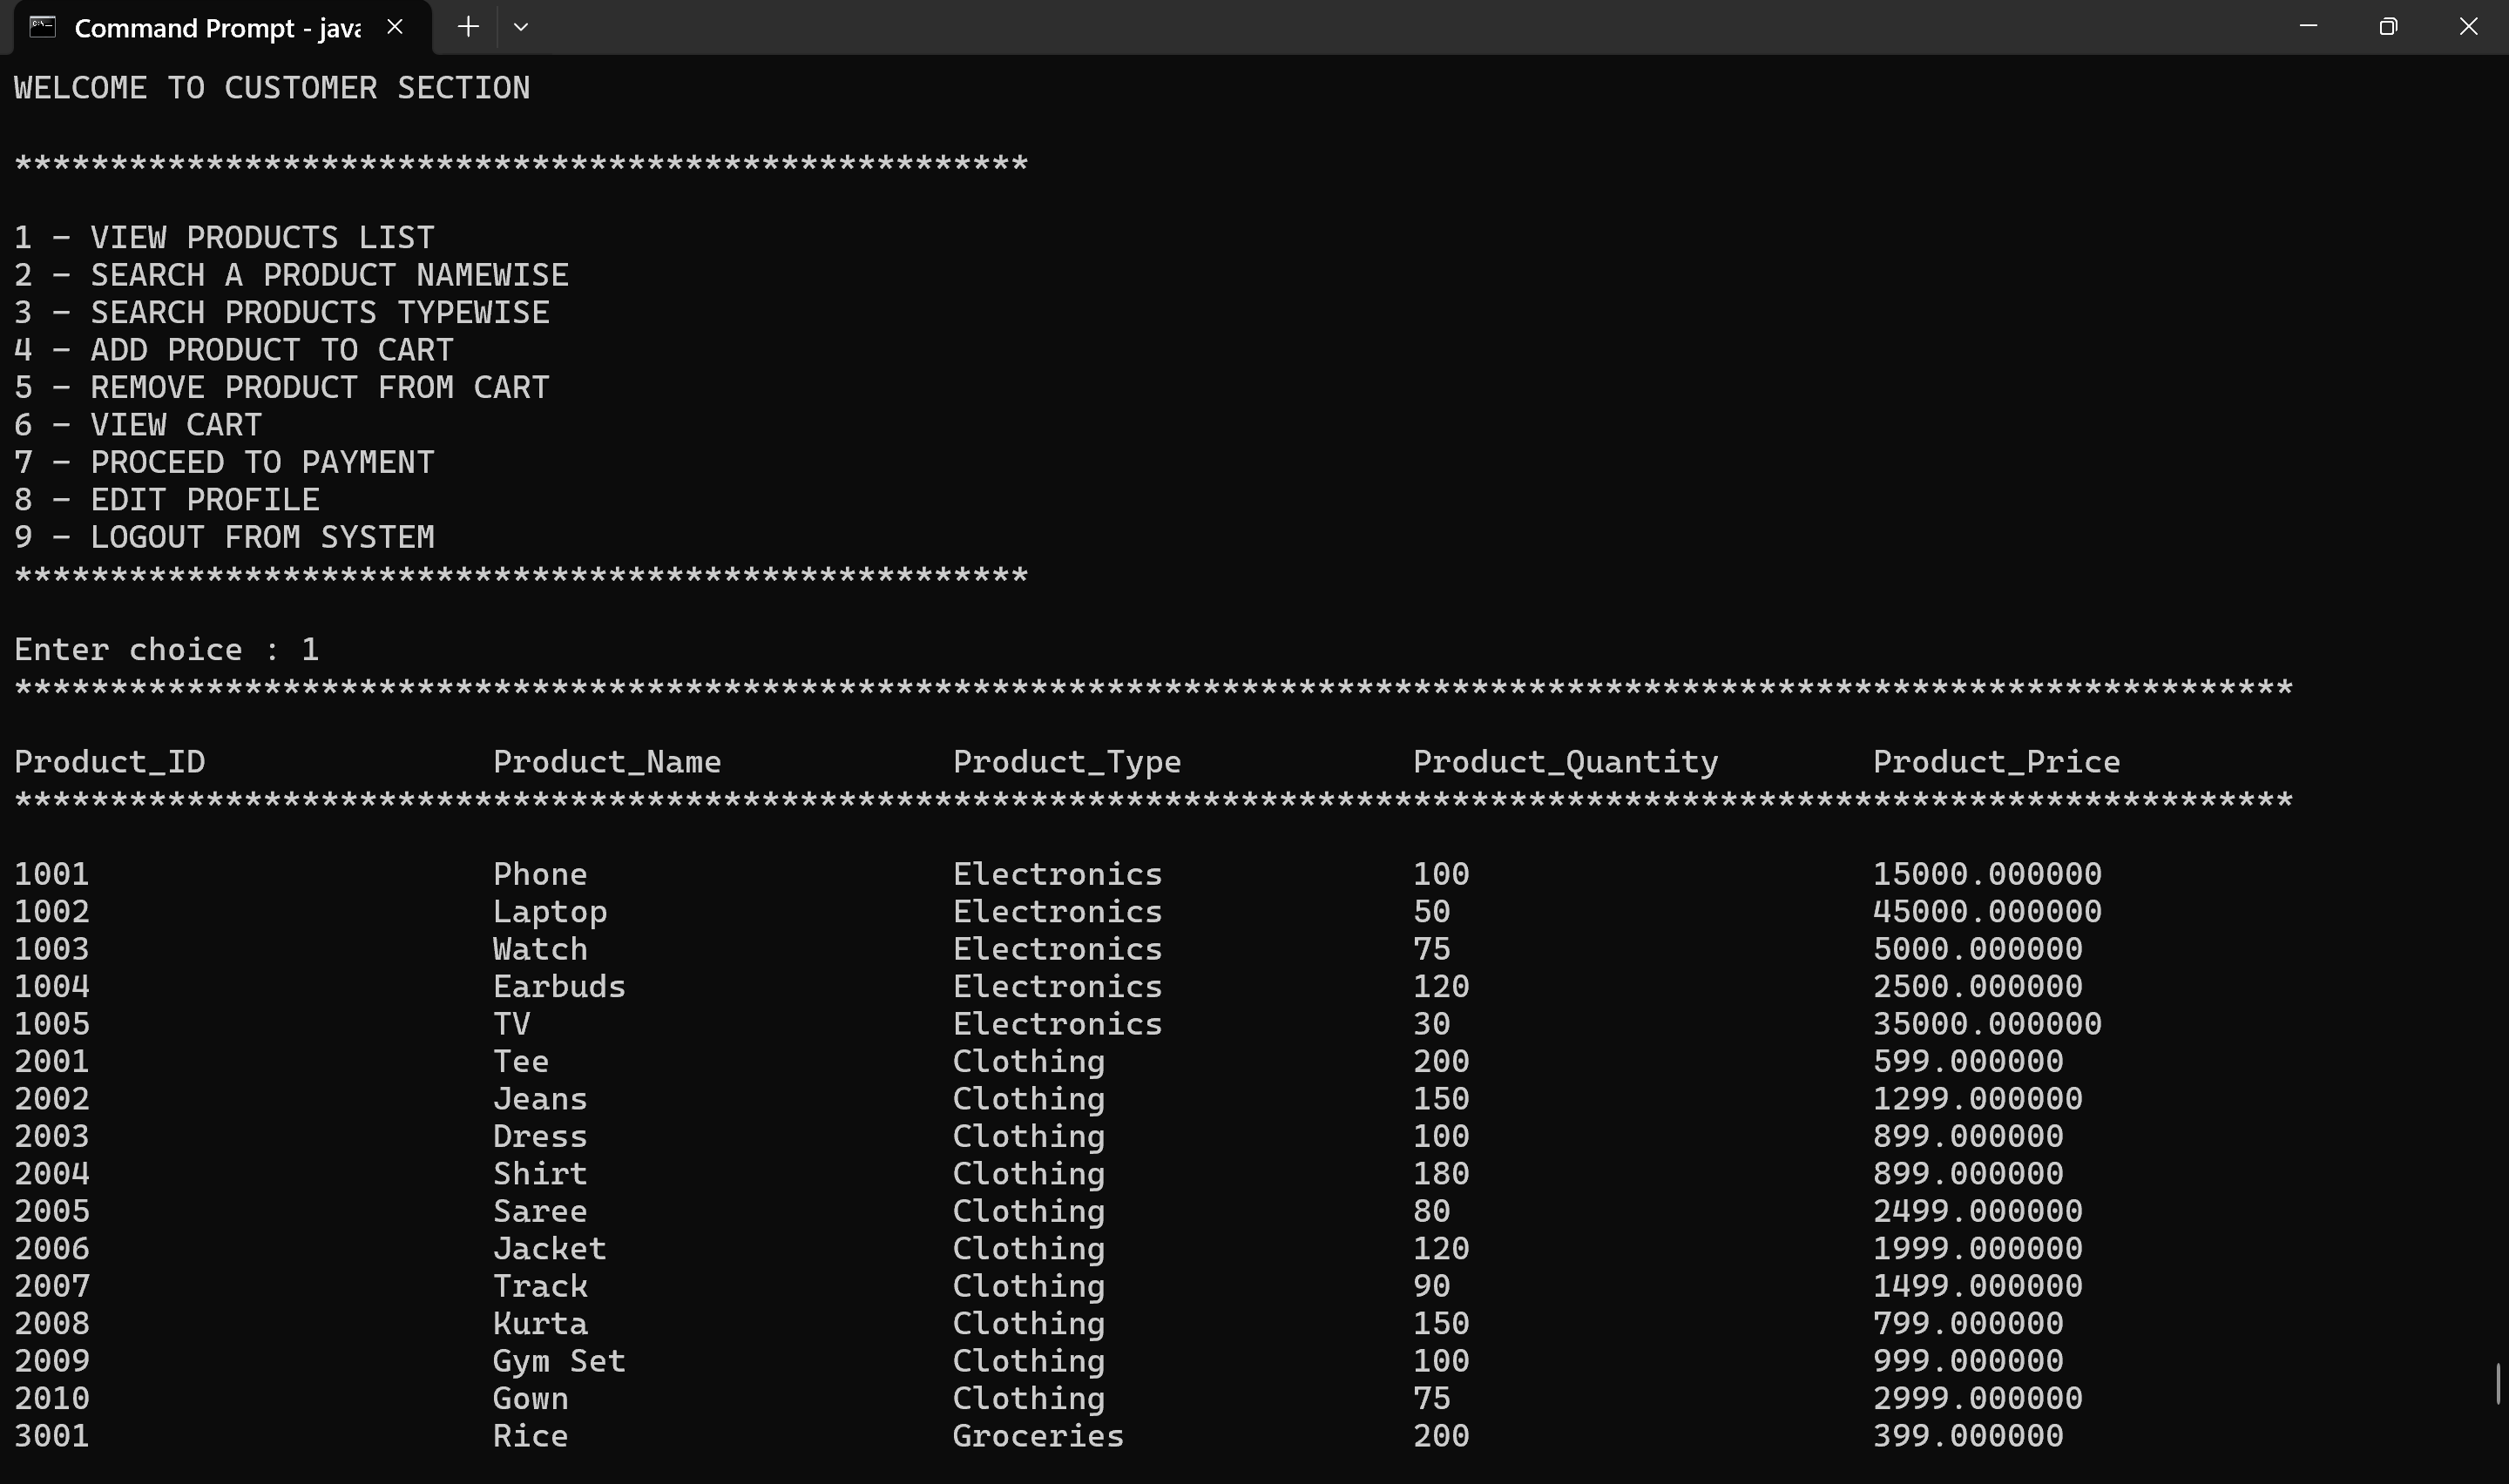 Command Prompt - java
WELCOME TO CUSTOMER SECTION
*****************************************************
1 - VIEW PRODUCTS LIST
2 - SEARCH A PRODUCT NAMEWISE
3 - SEARCH PRODUCTS TYPEWISE
4 - ADD PRODUCT TO CART
5 - REMOVE PRODUCT FROM CART
6 - VIEW CART
7 - PROCEED TO PAYMENT
8 - EDIT PROFILE
9 - LOGOUT FROM SYSTEM
*****************************************************
Enter choice : 1
***********************************************************************************************************************
Product_ID Product_Name Product_Type Product_Quantity Product_Price
***********************************************************************************************************************
1001 Phone Electronics 100 15000.000000
1002 Laptop Electronics 50 45000.000000
1003 Watch Electronics 75 5000.000000
1004 Earbuds Electronics 120 2500.000000
1005 TV Electronics 30 35000.000000
2001 Tee Clothing 200 599.000000
2002 Jeans Clothing 150 1299.000000
2003 Dress Clothing 100 899.000000
2004 Shirt Clothing 180 899.000000
2005 Saree Clothing 80 2499.000000
2006 Jacket Clothing 120 1999.000000
2007 Track Clothing 90 1499.000000
2008 Kurta Clothing 150 799.000000
2009 Gym Set Clothing 100 999.000000
2010 Gown Clothing 75 2999.000000
3001 Rice Groceries 200 399.000000